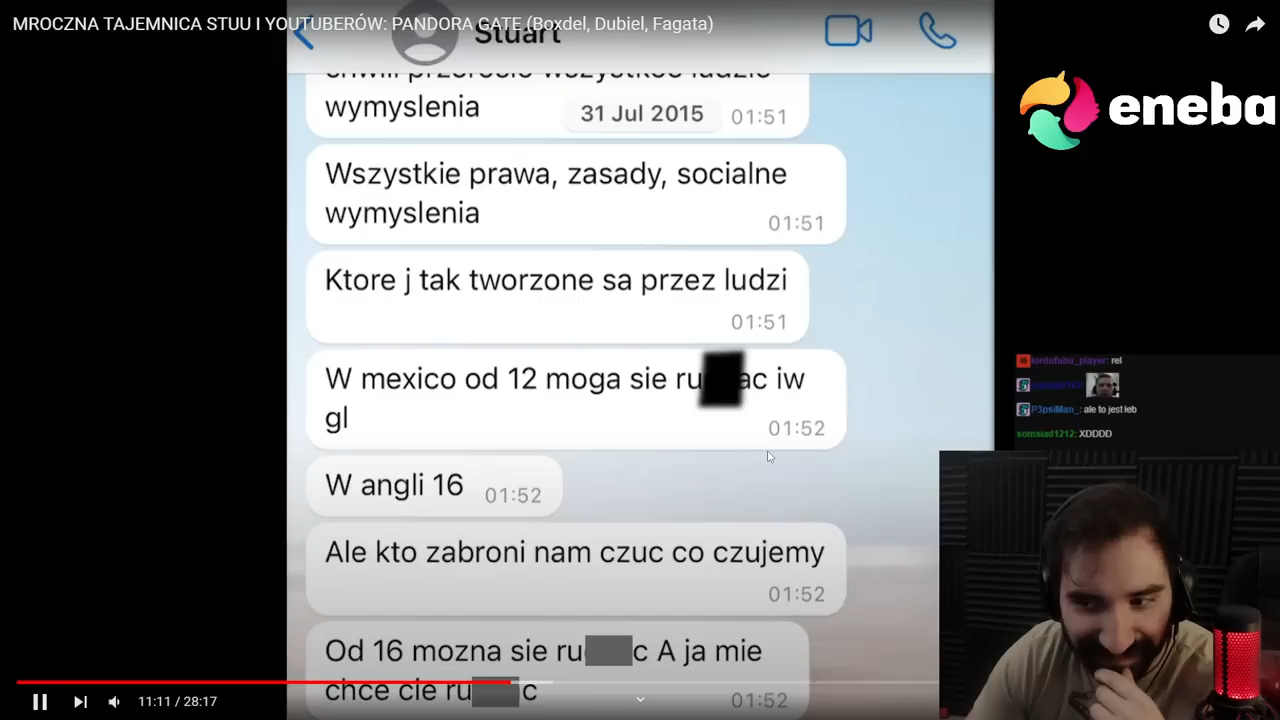 MROCZNA TAJEMNICA STUU I YOUTUBERÓW: PANDORA GATE (Boxdel, Dubiel, Fagata)
Stuart
chwili przerosło wszystkoe ludzie
wymyslenia
31 Jul 2015
01:51
eneba
Wszystkie prawa, zasady, socialne
wymyslenia
01:51
Ktore j tak tworzone sa przez ludzi
01:51
lordufubu_player: rel
W mexico od 12 moga sie ru ac iw
gl
01:52
P3psiMan_: ale to jest łeb
somsiad1212: XDDDD
W angli 16
01:52
Ale kto zabroni nam czuc co czujemy
01:52
Od 16 mozna sie ru c A ja mie
chce cie ru c
01:52
11:11 / 28:17